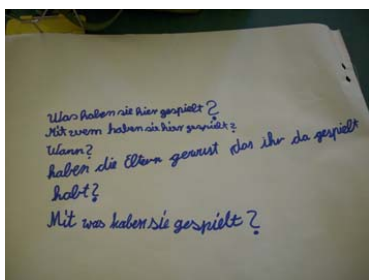 Was haben sie hier gespielt?
Mit wem haben sie hier gespielt?
Wann?
haben die Eltern gewust das ihr da gespielt
habt?
Mit was haben sie gespielt?